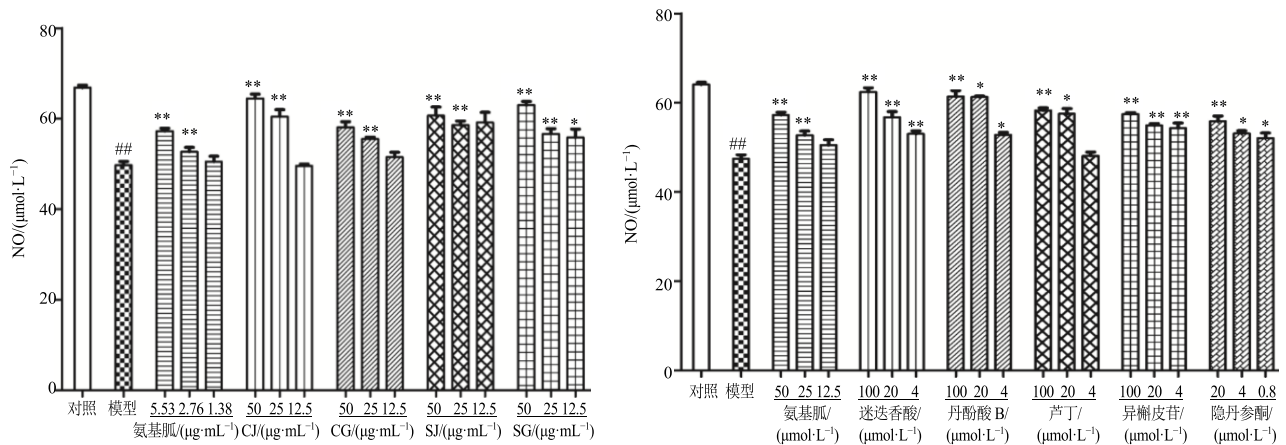 80
60
40
20
0
NO/(μmol·L⁻¹)
##
** **
** **
** **
** **
** ** *
对照 模型 5.53 2.76 1.38 50 25 12.5 50 25 12.5 50 25 12.5 50 25 12.5
氨基胍/(μg·mL⁻¹) CJ/(μg·mL⁻¹) CG/(μg·mL⁻¹) SJ/(μg·mL⁻¹) SG/(μg·mL⁻¹)
80
60
40
20
0
NO/(μmol·L⁻¹)
##
** **
** ** **
** * *
** *
** ** **
** * *
对照 模型 50 25 12.5 100 20 4 100 20 4 100 20 4 100 20 4 20 4 0.8
氨基胍/ 迷迭香酸/ 丹酚酸 B/ 芦丁/ 异槲皮苷/ 隐丹参酮/
(μmol·L⁻¹) (μmol·L⁻¹) (μmol·L⁻¹) (μmol·L⁻¹) (μmol·L⁻¹) (μmol·L⁻¹)